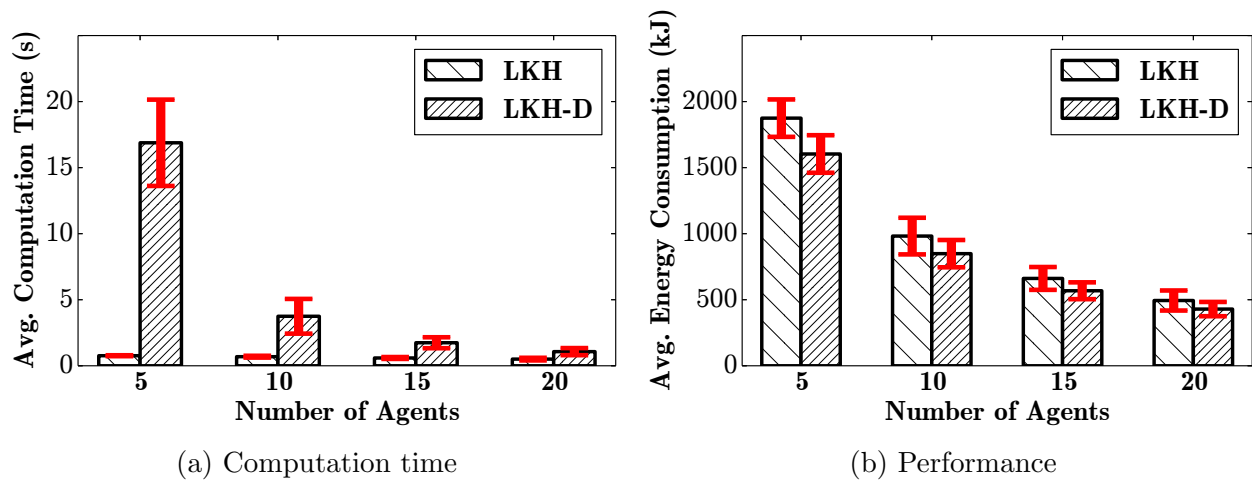 Avg. Computation Time (s)
20
15
10
5
0
LKH
LKH-D
5 10 15 20
Number of Agents
(a) Computation time
Avg. Energy Consumption (kJ)
2000
1500
1000
500
0
LKH
LKH-D
5 10 15 20
Number of Agents
(b) Performance